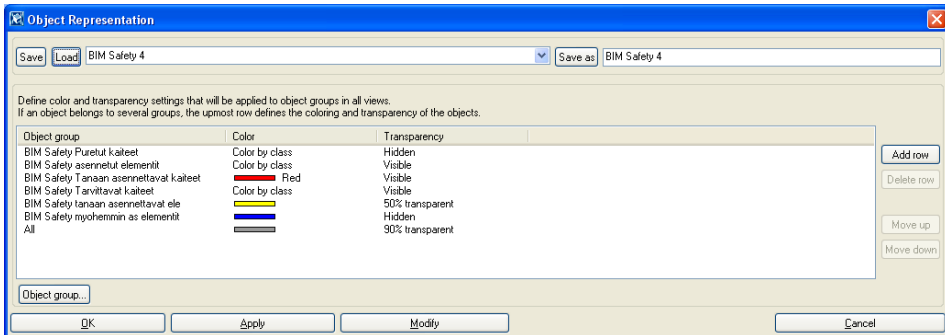 Object Representation
Save Load BIM Safety 4 Save as BIM Safety 4
Define color and transparency settings that will be applied to object groups in all views.
If an object belongs to several groups, the upmost row defines the coloring and transparency of the objects.
Object group Color Transparency
BIM Safety Puretut kaiteet Color by class Hidden
BIM Safety asennetut elementit Color by class Visible
BIM Safety Tanaan asennettavat kaiteet Red Visible
BIM Safety Tarvittavat kaiteet Color by class Visible
BIM Safety tanaan asennettavat ele 50% transparent
BIM Safety myohemmin as elementit Hidden
All 90% transparent
Add row
Delete row
Move up
Move down
Object group...
OK Apply Modify Cancel